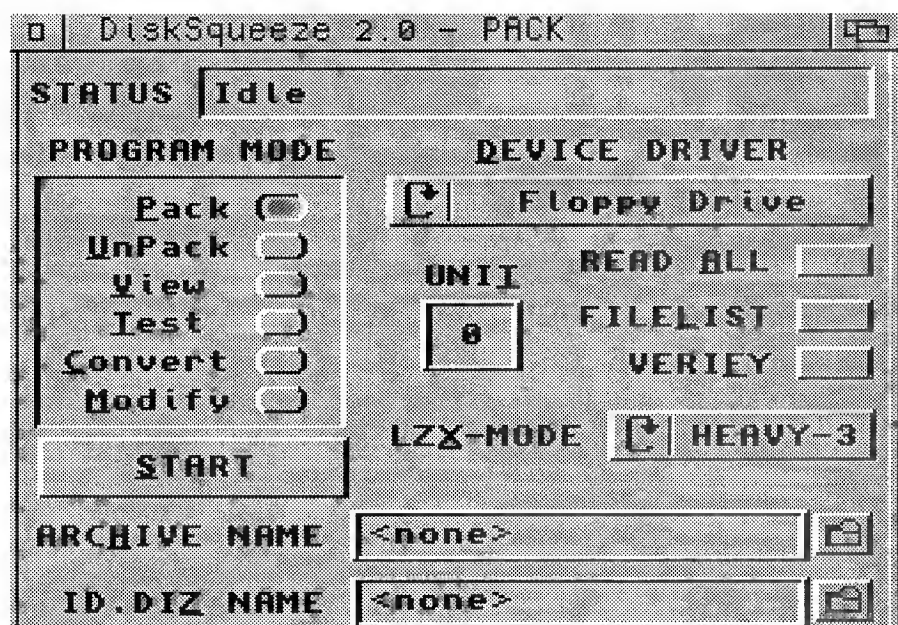 DiskSqueeze 2.0 - PACK
STATUS Idle
PROGRAM MODE
Pack
UnPack
View
Test
Convert
Modify
START
DEVICE DRIVER
Floppy Drive
UNIT
0
READ ALL
FILELIST
VERIFY
LZX-MODE HEAVY-3
ARCHIVE NAME <none>
ID.DIZ NAME <none>